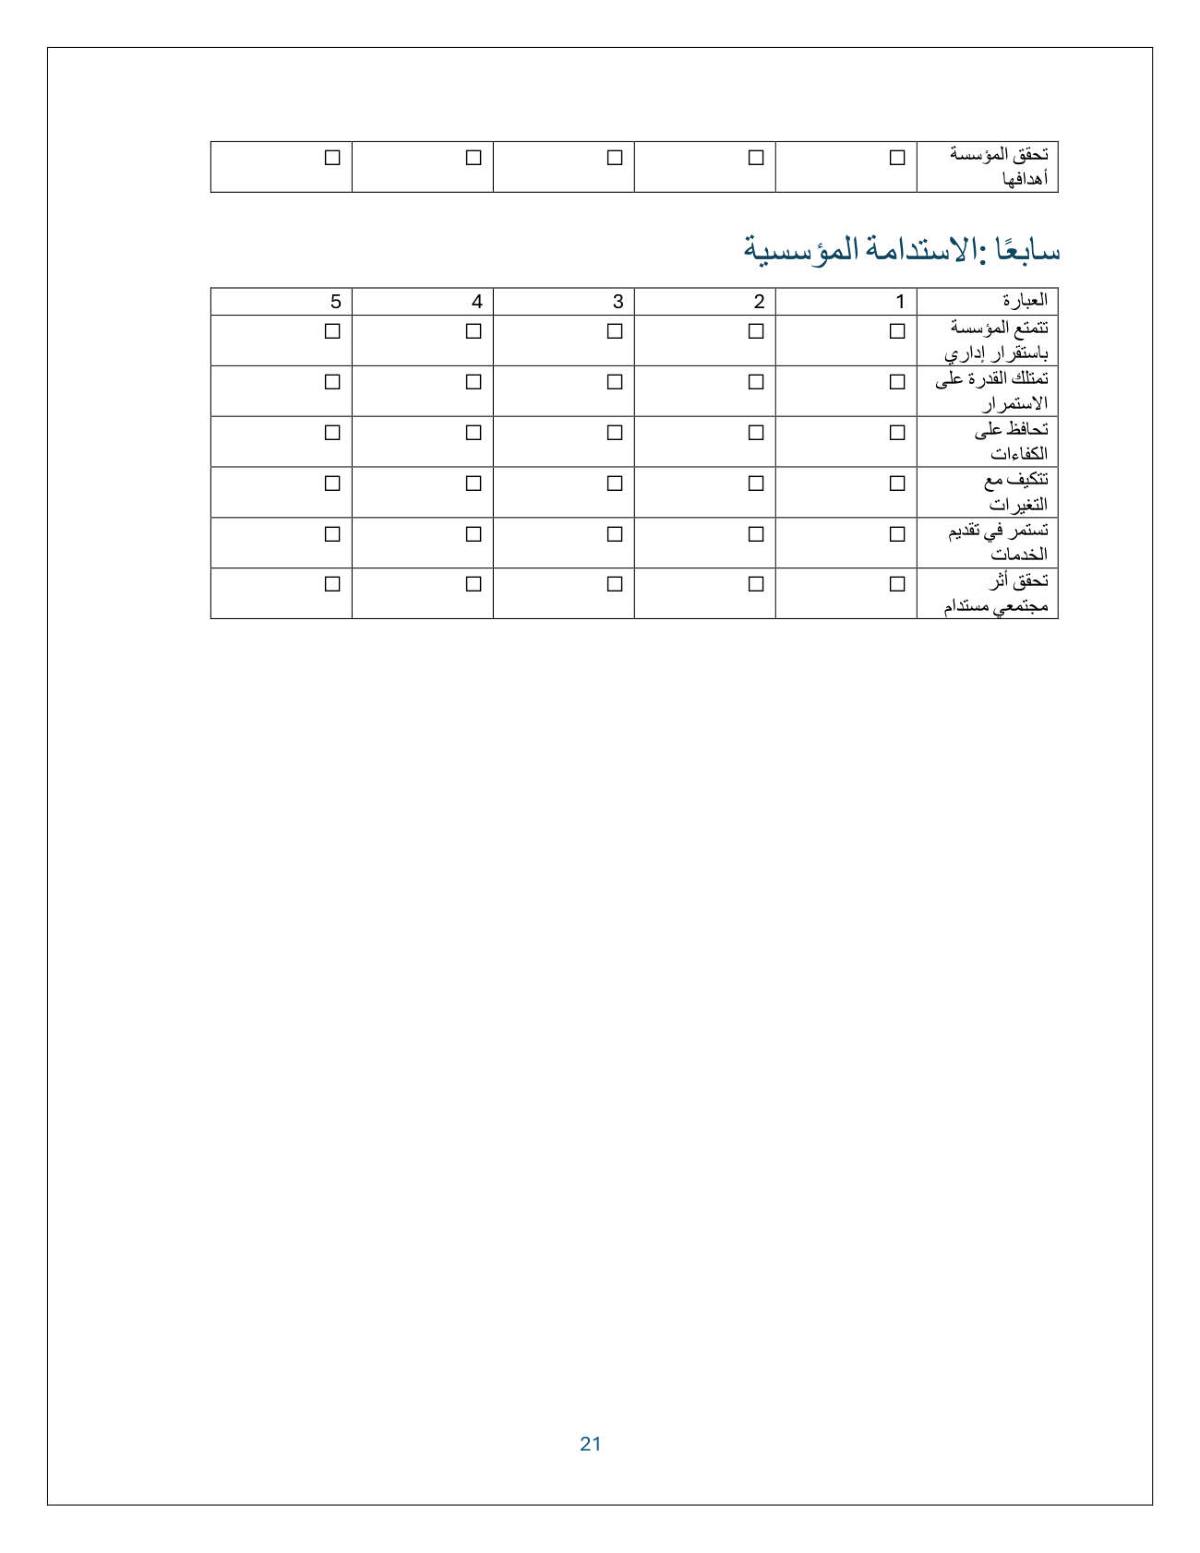 تحقق المؤسسة ☐ ☐ ☐ ☐ ☐
أهدافها
سابعًا :الاستدامة المؤسسية
العبارة 1 2 3 4 5
تتمتع المؤسسة ☐ ☐ ☐ ☐ ☐
باستقرار إداري
تمتلك القدرة على ☐ ☐ ☐ ☐ ☐
الاستمرار
تحافظ على ☐ ☐ ☐ ☐ ☐
الكفاءات
تتكيف مع ☐ ☐ ☐ ☐ ☐
التغيرات
تستمر في تقديم ☐ ☐ ☐ ☐ ☐
الخدمات
تحقق أثر ☐ ☐ ☐ ☐ ☐
مجتمعي مستدام
21